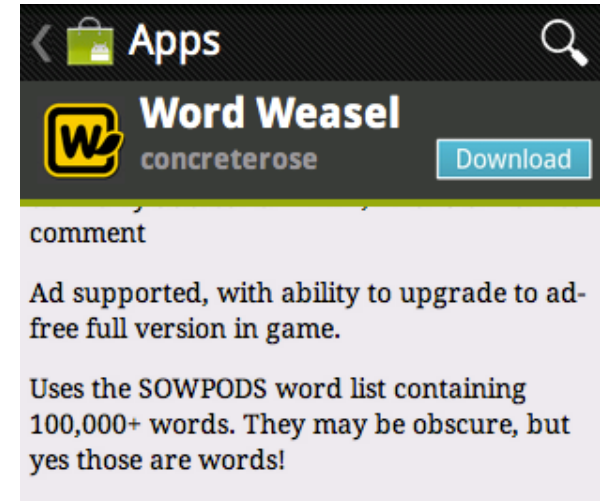 Apps
Word Weasel
concreterose
Download
W
comment
Ad supported, with ability to upgrade to ad-
free full version in game.
Uses the SOWPODS word list containing
100,000+ words. They may be obscure, but
yes those are words!